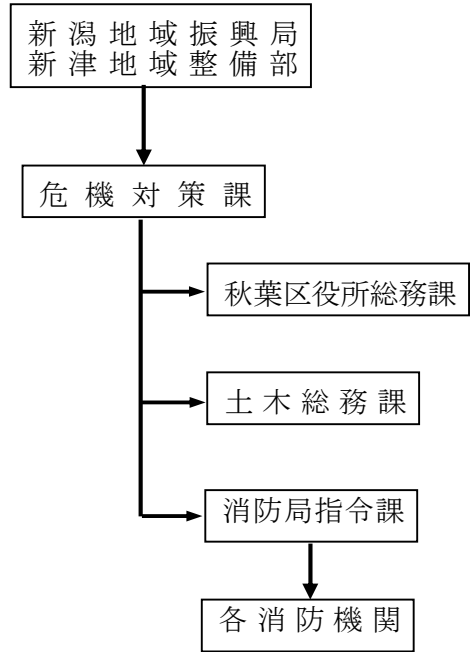 新潟地域振興局
新津地域整備部
危機対策課
秋葉区役所総務課
土木総務課
消防局指令課
各消防機関